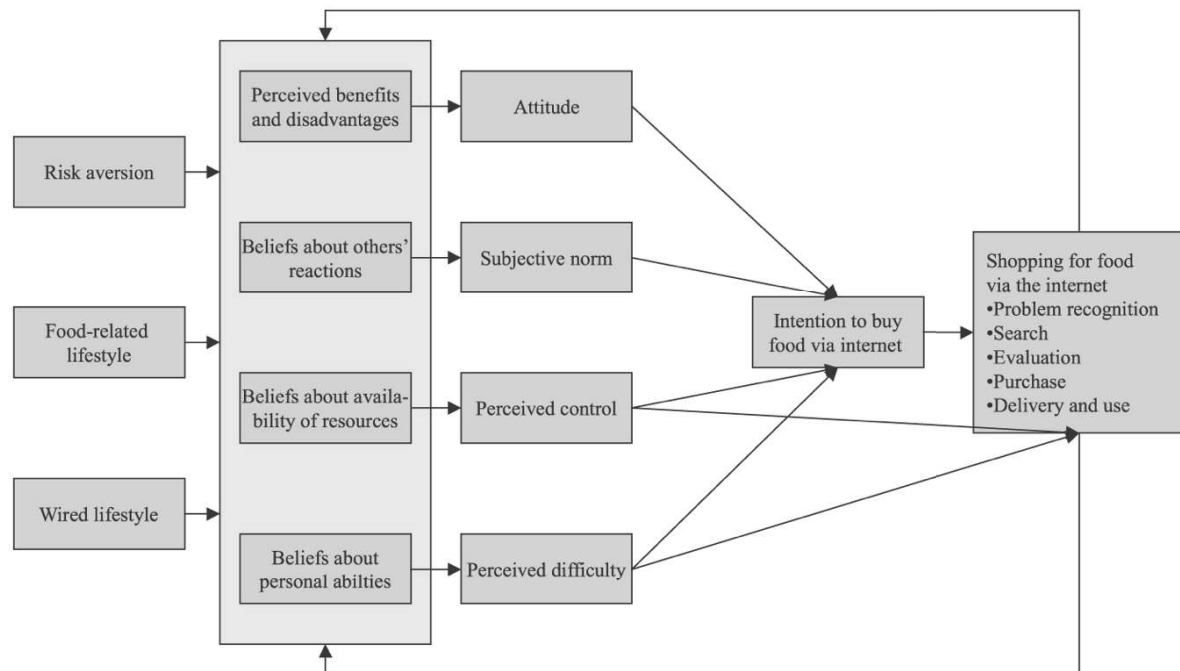 Risk aversion
Food-related
lifestyle
Wired lifestyle
Perceived benefits
and disadvantages
Beliefs about others’
reactions
Beliefs about availa-
bility of resources
Beliefs about
personal abilties
Attitude
Subjective norm
Perceived control
Perceived difficulty
Intention to buy
food via internet
Shopping for food
via the internet
•Problem recognition
•Search
•Evaluation
•Purchase
•Delivery and use